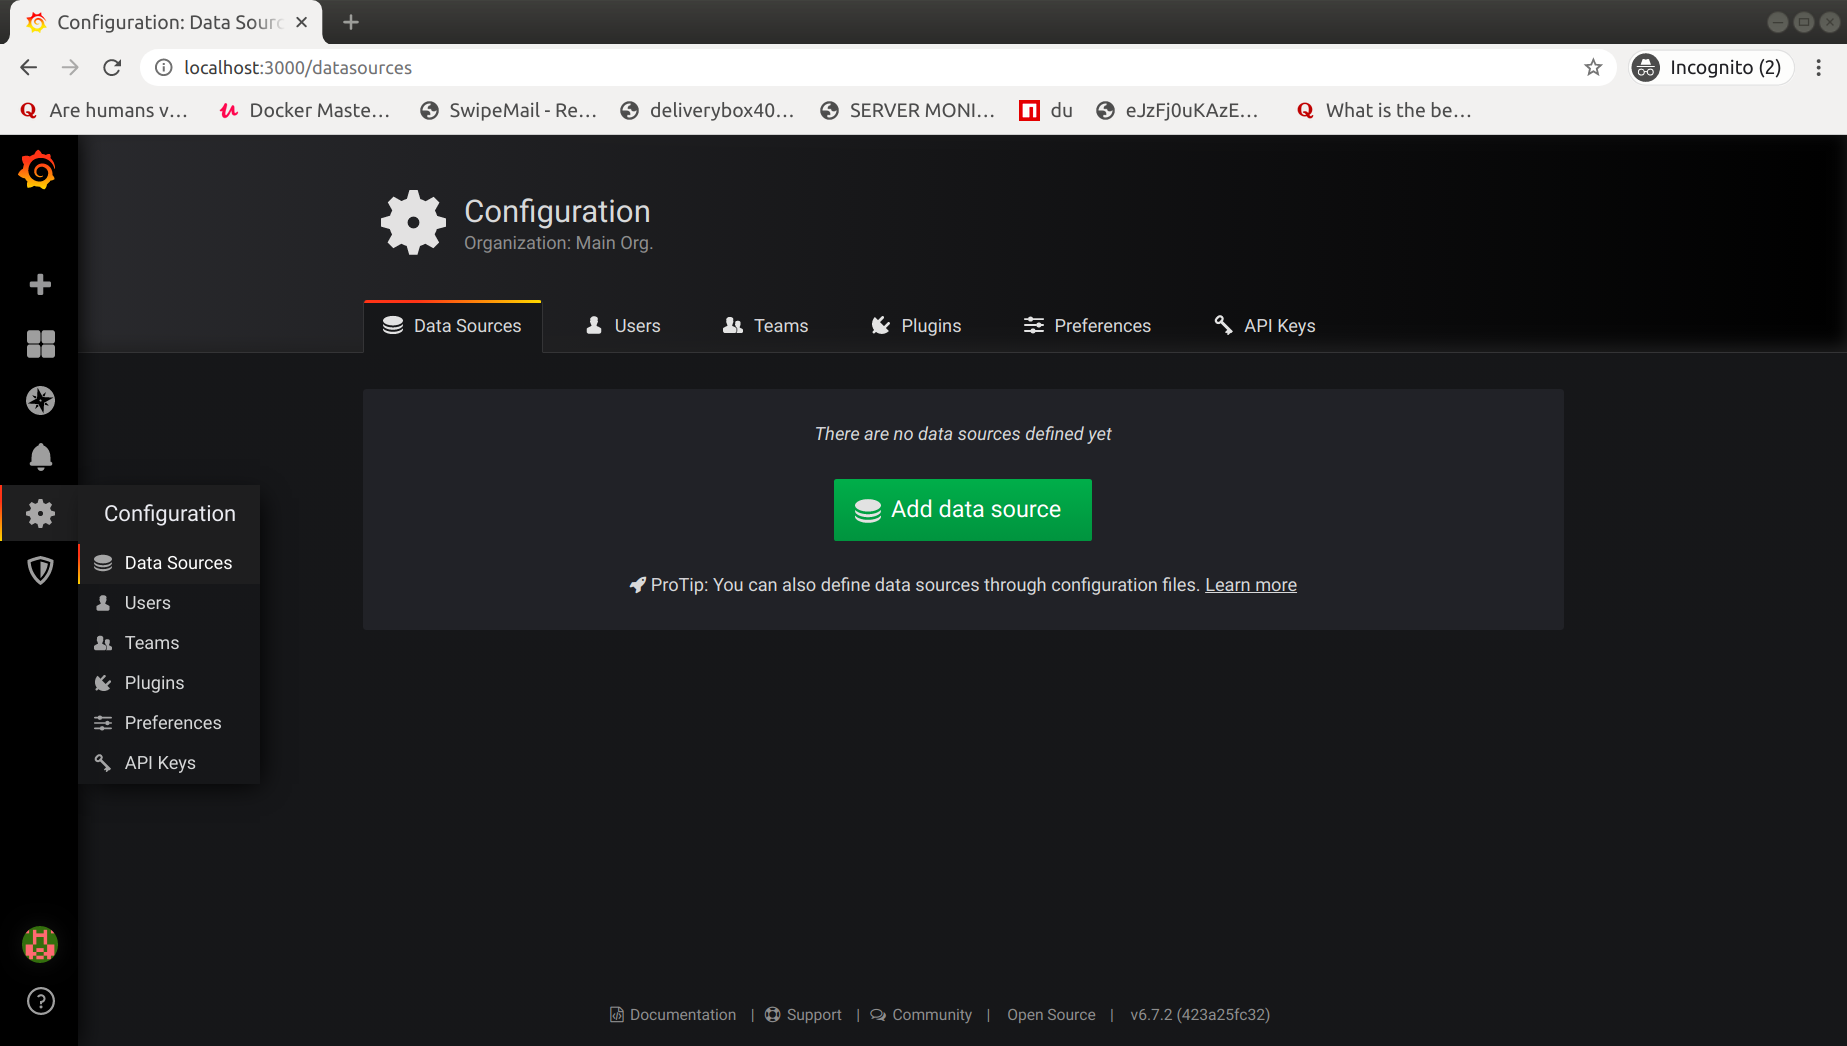 Configuration: Data Sourc
localhost:3000/datasources
Incognito (2)
Are humans v...
Docker Maste...
SwipeMail - Re...
deliverybox40...
SERVER MONI...
du
eJzFj0uKAzE...
What is the be...
Configuration
Organization: Main Org.
Data Sources
Users
Teams
Plugins
Preferences
API Keys
There are no data sources defined yet
Add data source
ProTip: You can also define data sources through configuration files. Learn more
Configuration
Data Sources
Users
Teams
Plugins
Preferences
API Keys
Documentation | Support | Community | Open Source | v6.7.2 (423a25fc32)